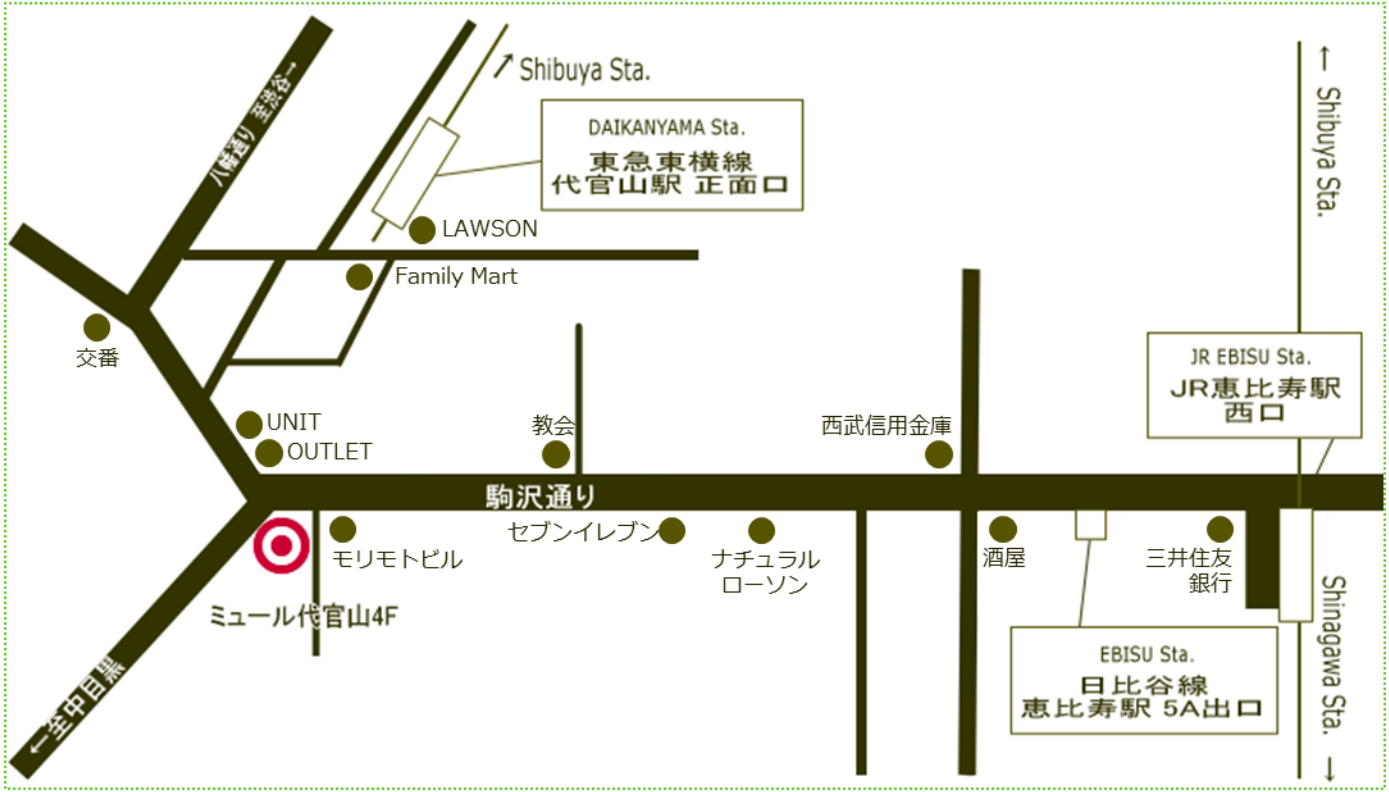 八幡通り 至渋谷→
↗ Shibuya Sta.
DAIKANYAMA Sta.
東急東横線
代官山駅 正面口
← Shibuya Sta.
LAWSON
Family Mart
交番
JR EBISU Sta.
JR恵比寿駅
西口
UNIT
OUTLET
教会
西武信用金庫
駒沢通り
モリモトビル
セブンイレブン
ナチュラル
ローソン
酒屋
三井住友
銀行
ミュール代官山4F
←至中目黒
EBISU Sta.
日比谷線
恵比寿駅 5A出口
Shinagawa Sta. →